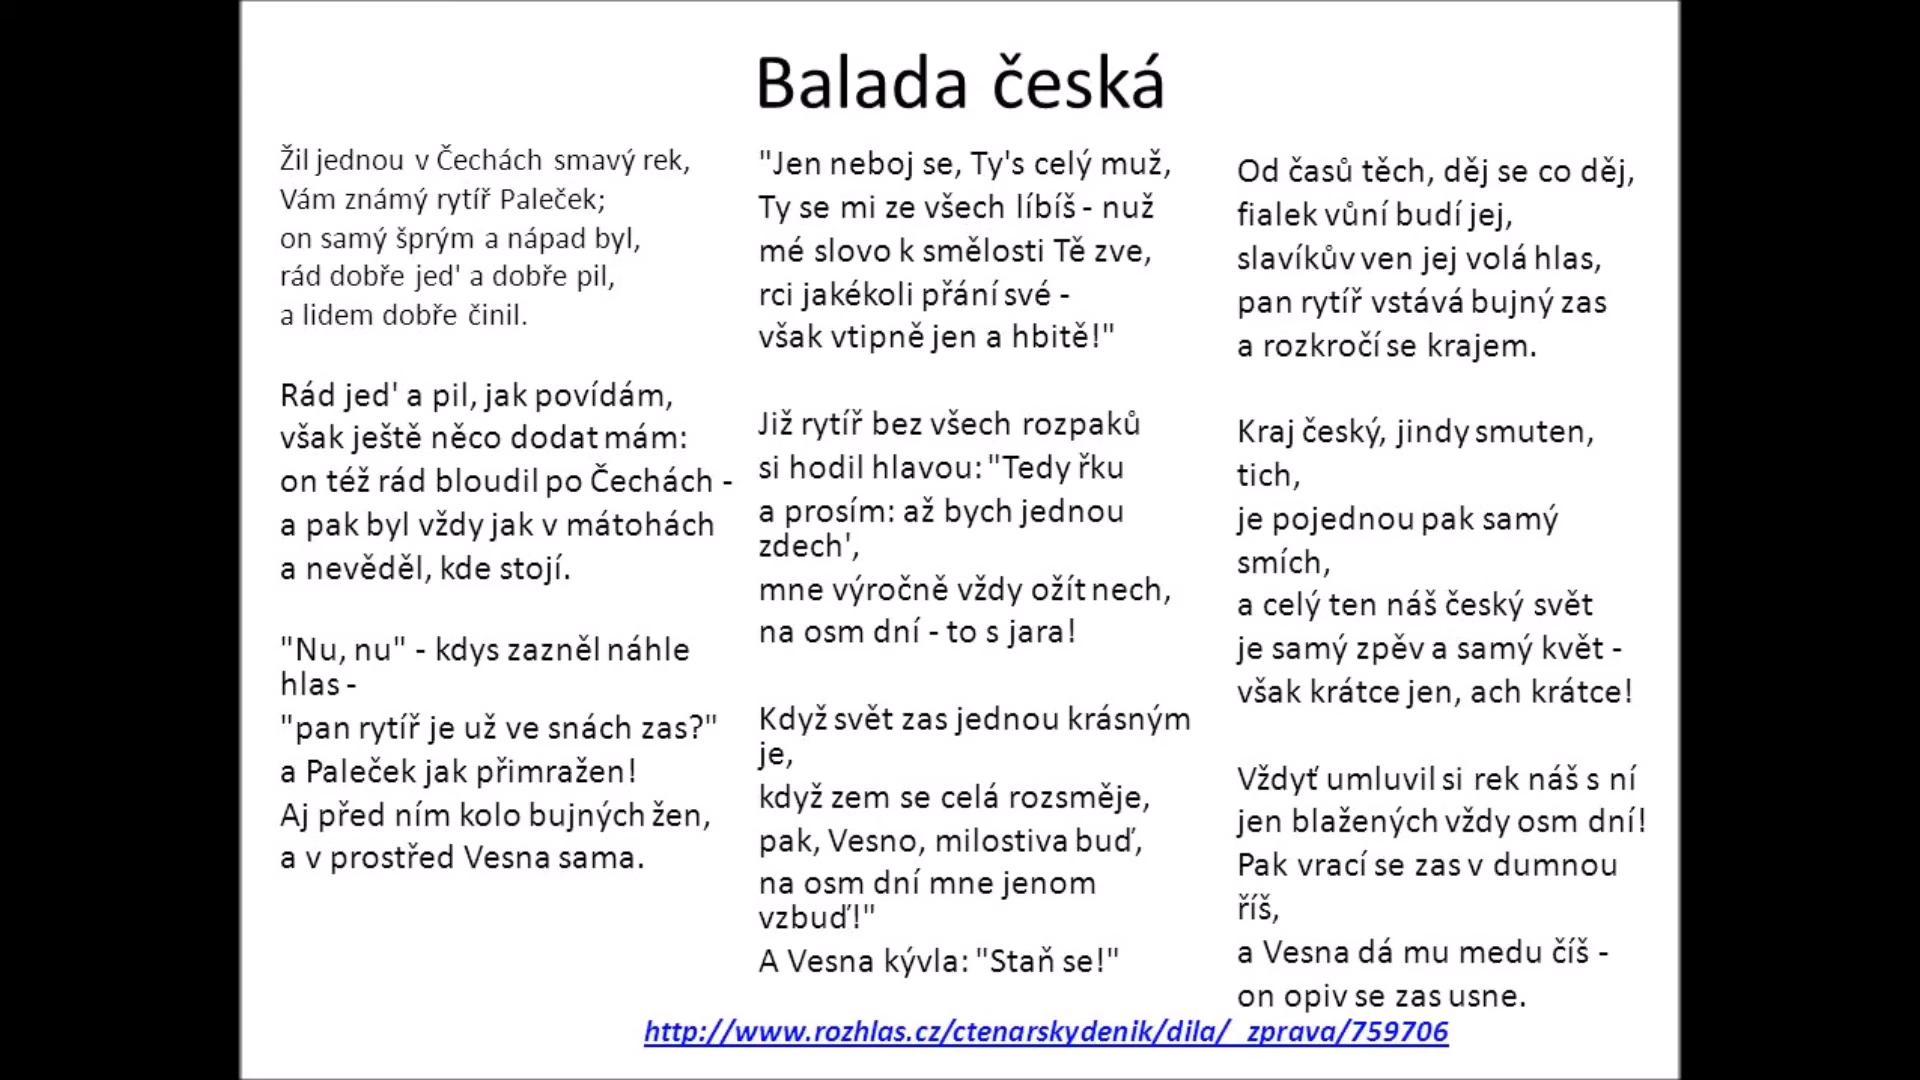 Balada česká
Žil jednou v Čechách smavý rek,
Vám známý rytíř Paleček;
on samý šprým a nápad byl,
rád dobře jed' a dobře pil,
a lidem dobře činil.
Rád jed' a pil, jak povídám,
však ještě něco dodat mám:
on též rád bloudil po Čechách -
a pak byl vždy jak v mátohách
a nevěděl, kde stojí.
"Nu, nu" - kdys zazněl náhle
hlas -
"pan rytíř je už ve snách zas?"
a Paleček jak přimražen!
Aj před ním kolo bujných žen,
a v prostřed Vesna sama.
"Jen neboj se, Ty's celý muž,
Ty se mi ze všech líbíš - nuž
mé slovo k smělosti Tě zve,
rci jakékoli přání své -
však vtipně jen a hbitě!"
Již rytíř bez všech rozpaků
si hodil hlavou: "Tedy řku
a prosím: až bych jednou
zdech',
mne výročně vždy ožít nech,
na osm dní - to s jara!
Když svět zas jednou krásným
je,
když zem se celá rozsměje,
pak, Vesno, milostiva buď,
na osm dní mne jenom
vzbuď!"
A Vesna kývla: "Staň se!"
Od časů těch, děj se co děj,
fialek vůní budí jej,
slavíkův ven jej volá hlas,
pan rytíř vstává bujný zas
a rozkročí se krajem.
Kraj český, jindy smuten,
tich,
je pojednou pak samý
smích,
a celý ten náš český svět
je samý zpěv a samý květ -
však krátce jen, ach krátce!
Vždyť umluvil si rek náš s ní
jen blažených vždy osm dní!
Pak vrací se zas v dumnou
říš,
a Vesna dá mu medu číš -
on opiv se zas usne.
http://www.rozhlas.cz/ctenarskydenik/dila/_zprava/759706